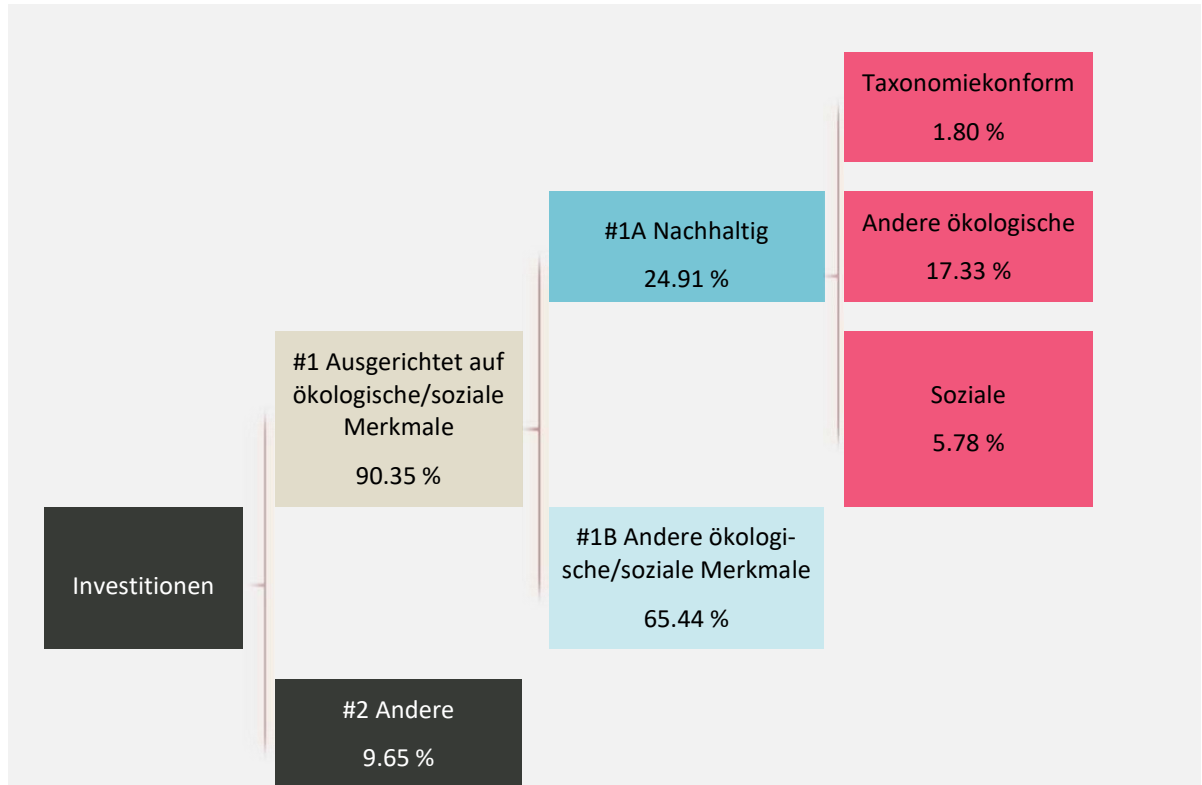 Taxonomiekonform
1.80 %
#1A Nachhaltig
24.91 %
Andere ökologische
17.33 %
#1 Ausgerichtet auf
ökologische/soziale
Merkmale
90.35 %
Soziale
5.78 %
Investitionen
#1B Andere ökologi-
sche/soziale Merkmale
65.44 %
#2 Andere
9.65 %